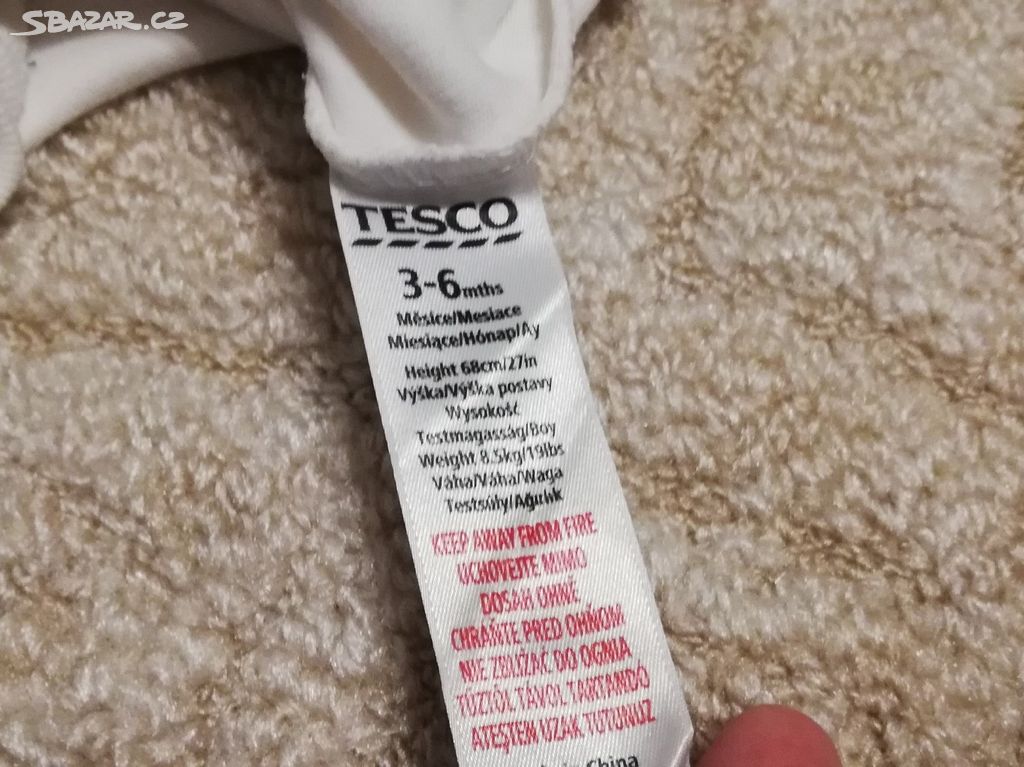 SBAZAR.CZ
TESCO
3-6mths
Měsíce/Mesiace
Miesiące/Hónap/Ay
Height 68cm/27in
Výška/Výška postavy
Wysokość
Testmagasság/Boy
Weight 8.5kg/19lbs
Váha/Váha/Waga
Testsúly/Ağırlık
KEEP AWAY FROM FIRE
UCHOVEJTE MIMO
DOSAH OHNĚ
CHRÁŇTE PRED OHŇOM
NIE ZBLIŻAĆ DO OGNIA
TŰZTŐL TÁVOL TARTANDÓ
ATEŞTEN UZAK TUTUNUZ
in China